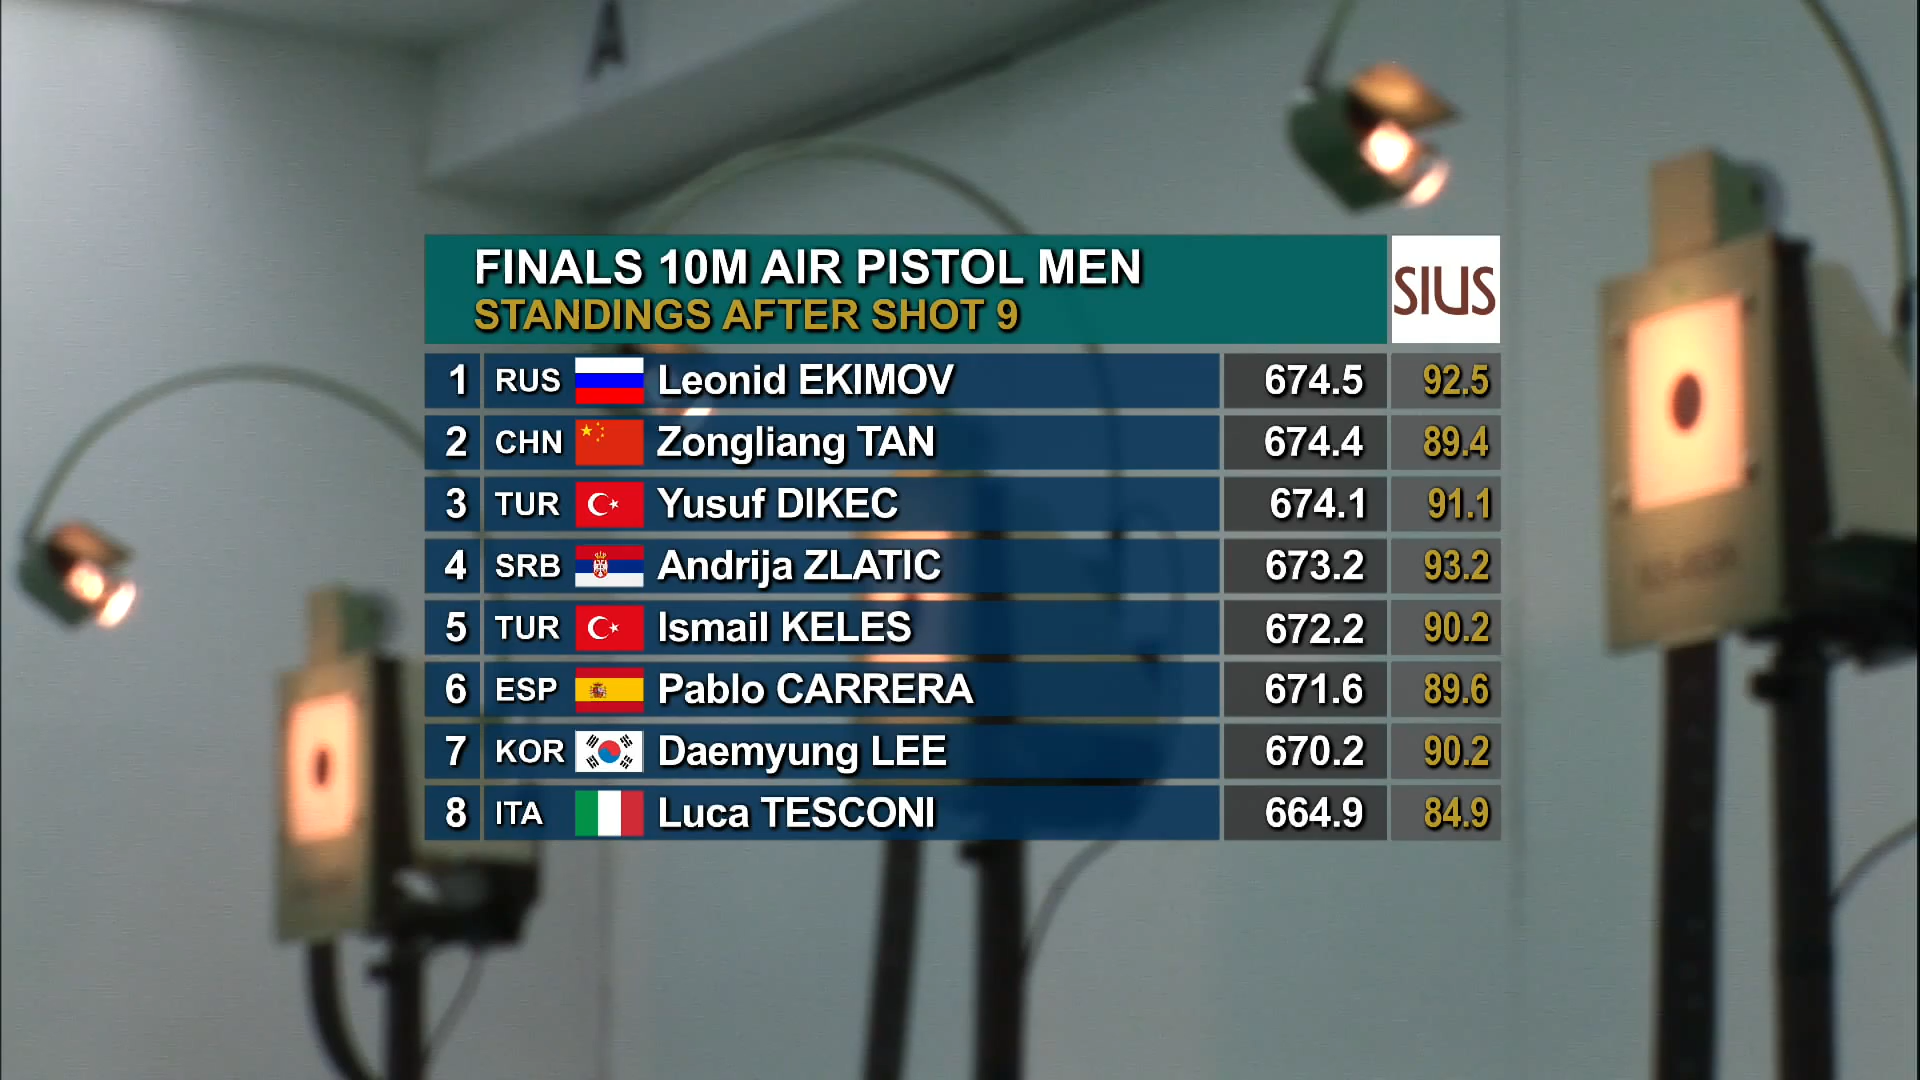 A
FINALS 10M AIR PISTOL MEN
STANDINGS AFTER SHOT 9
SIUS
1 RUS Leonid EKIMOV 674.5 92.5
2 CHN Zongliang TAN 674.4 89.4
3 TUR Yusuf DIKEC 674.1 91.1
4 SRB Andrija ZLATIC 673.2 93.2
5 TUR Ismail KELES 672.2 90.2
6 ESP Pablo CARRERA 671.6 89.6
7 KOR Daemyung LEE 670.2 90.2
8 ITA Luca TESCONI 664.9 84.9